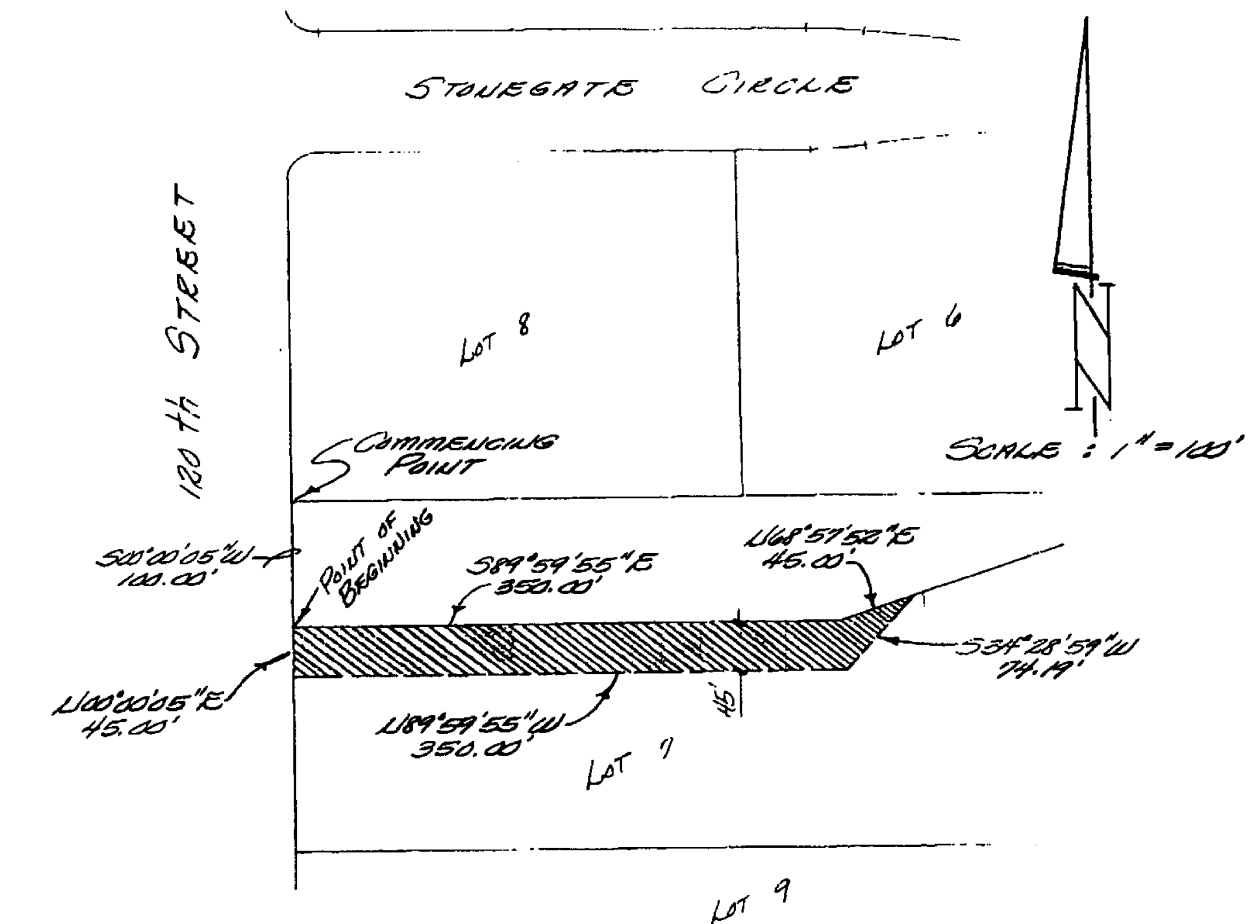 STONEGATE CIRCLE
120th STREET
LOT 8
LOT 6
N
SCALE : 1" = 100'
COMMENCING
POINT
S00°00'05"W
100.00'
POINT OF
BEGINNING
S89°59'55"E
350.00'
N68°57'52"E
45.00'
S34°28'59"W
74.19'
N00°00'05"E
45.00'
N89°59'55"W
350.00'
45'
LOT 7
LOT 9